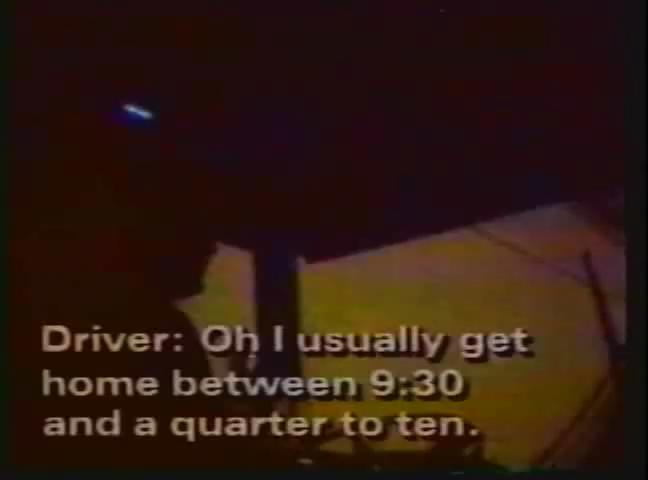 Driver: Oh I usually get
home between 9:30
and a quarter to ten.